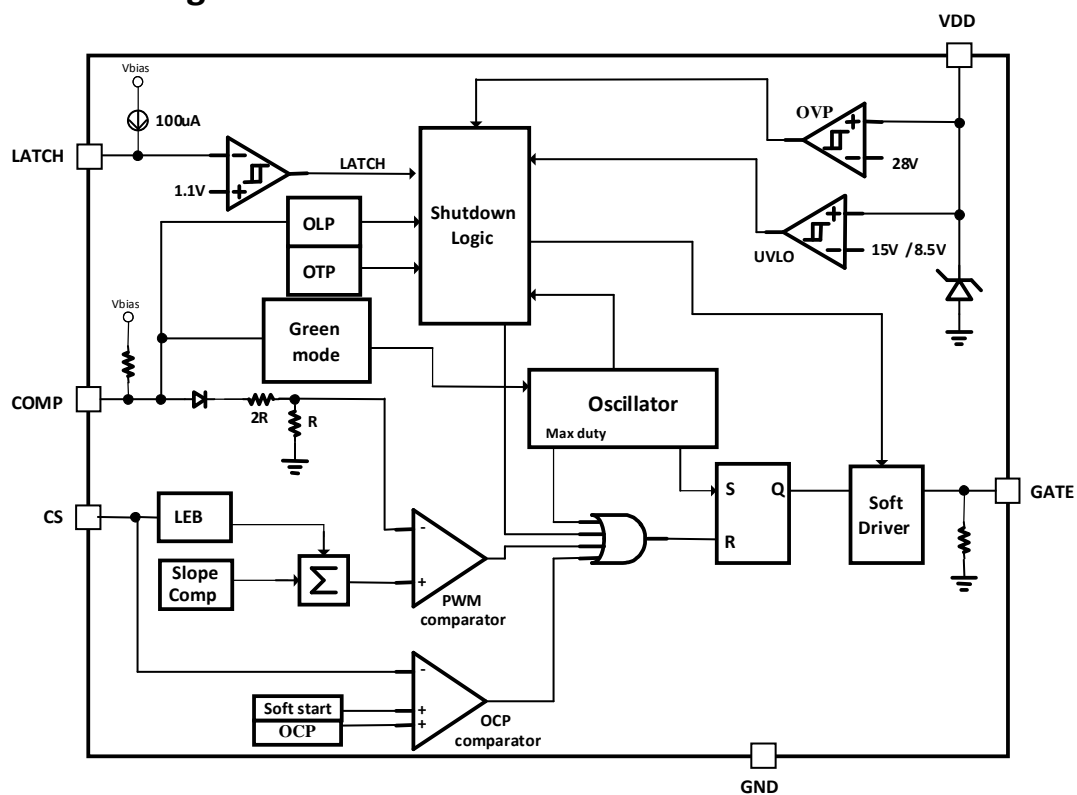 VDD
Vbias
100uA
LATCH
1.1V
LATCH
OVP
28V
Shutdown
Logic
OLP
OTP
UVLO
15V /8.5V
Vbias
Green
mode
COMP
2R
R
Oscillator
Max duty
CS
LEB
S
Q
R
Soft
Driver
GATE
Slope
Comp
Σ
-
+
PWM
comparator
-
+
+
Soft start
OCP
OCP
comparator
GND